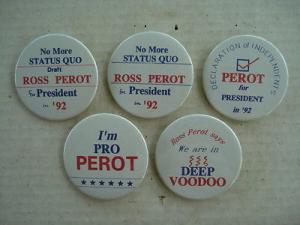 No More
STATUS QUO
Draft
ROSS PEROT
for
President
in '92
No More
STATUS QUO
ROSS PEROT
for
President
in '92
DECLARATION of INDEPENDENTS
PEROT
for
PRESIDENT
in '92
I'm
PRO
PEROT
Ross Perot says
We are in
DEEP
VOODOO